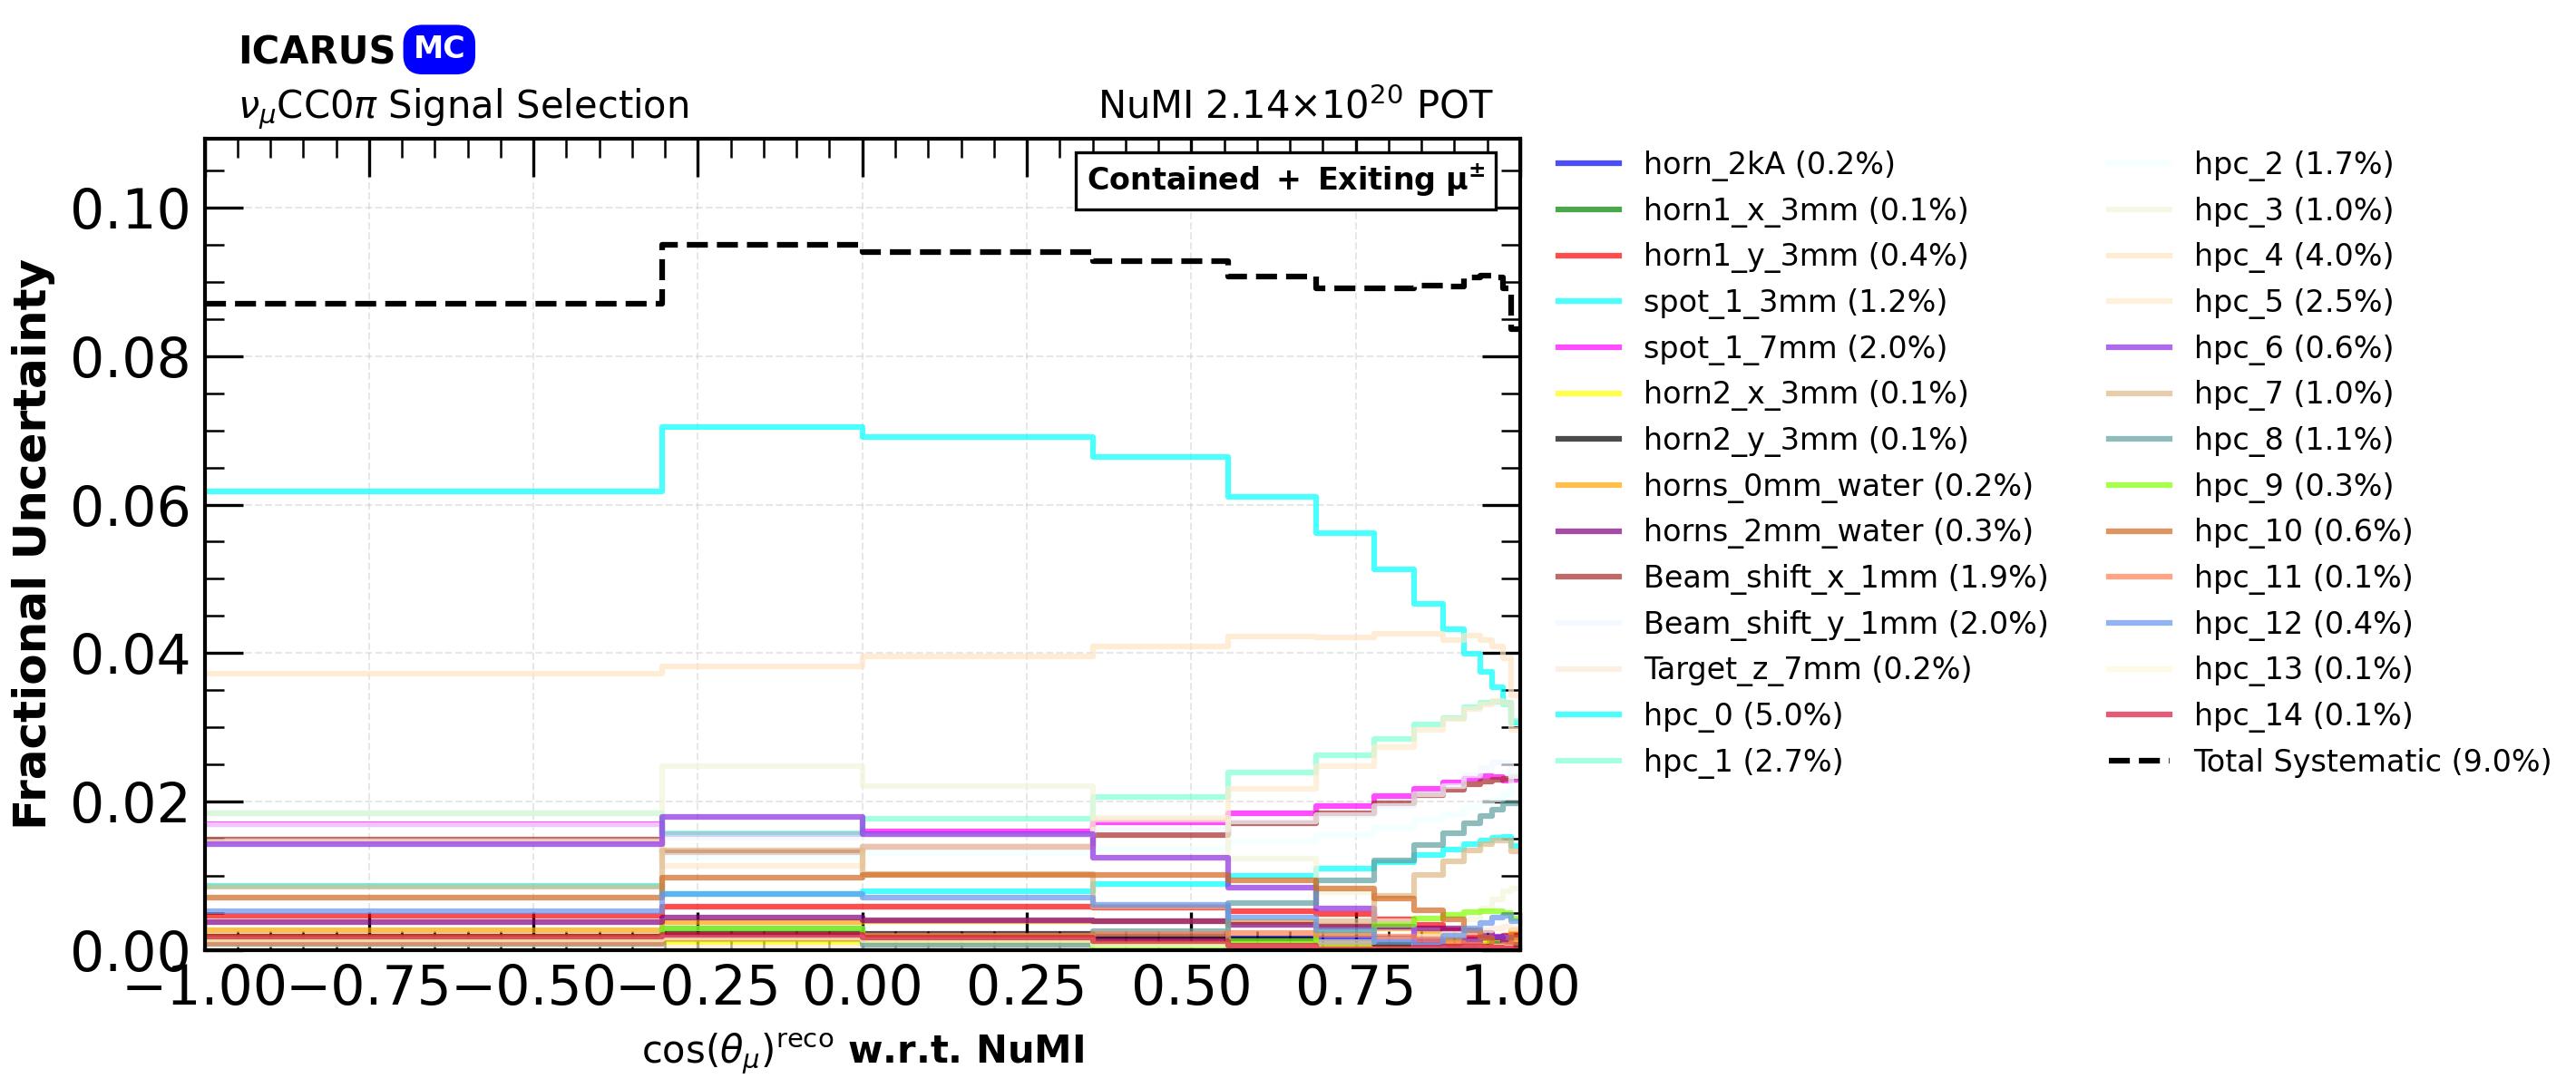 ICARUS MC
νμCC0π Signal Selection
NuMI 2.14×10²⁰ POT
Contained + Exiting μ±
Fractional Uncertainty
0.10
0.08
0.06
0.04
0.02
0.00
−1.00 −0.75 −0.50 −0.25 0.00 0.25 0.50 0.75 1.00
cos(θμ)ʳᵉᶜᵒ w.r.t. NuMI
horn_2kA (0.2%)
horn1_x_3mm (0.1%)
horn1_y_3mm (0.4%)
spot_1_3mm (1.2%)
spot_1_7mm (2.0%)
horn2_x_3mm (0.1%)
horn2_y_3mm (0.1%)
horns_0mm_water (0.2%)
horns_2mm_water (0.3%)
Beam_shift_x_1mm (1.9%)
Beam_shift_y_1mm (2.0%)
Target_z_7mm (0.2%)
hpc_0 (5.0%)
hpc_1 (2.7%)
hpc_2 (1.7%)
hpc_3 (1.0%)
hpc_4 (4.0%)
hpc_5 (2.5%)
hpc_6 (0.6%)
hpc_7 (1.0%)
hpc_8 (1.1%)
hpc_9 (0.3%)
hpc_10 (0.6%)
hpc_11 (0.1%)
hpc_12 (0.4%)
hpc_13 (0.1%)
hpc_14 (0.1%)
Total Systematic (9.0%)